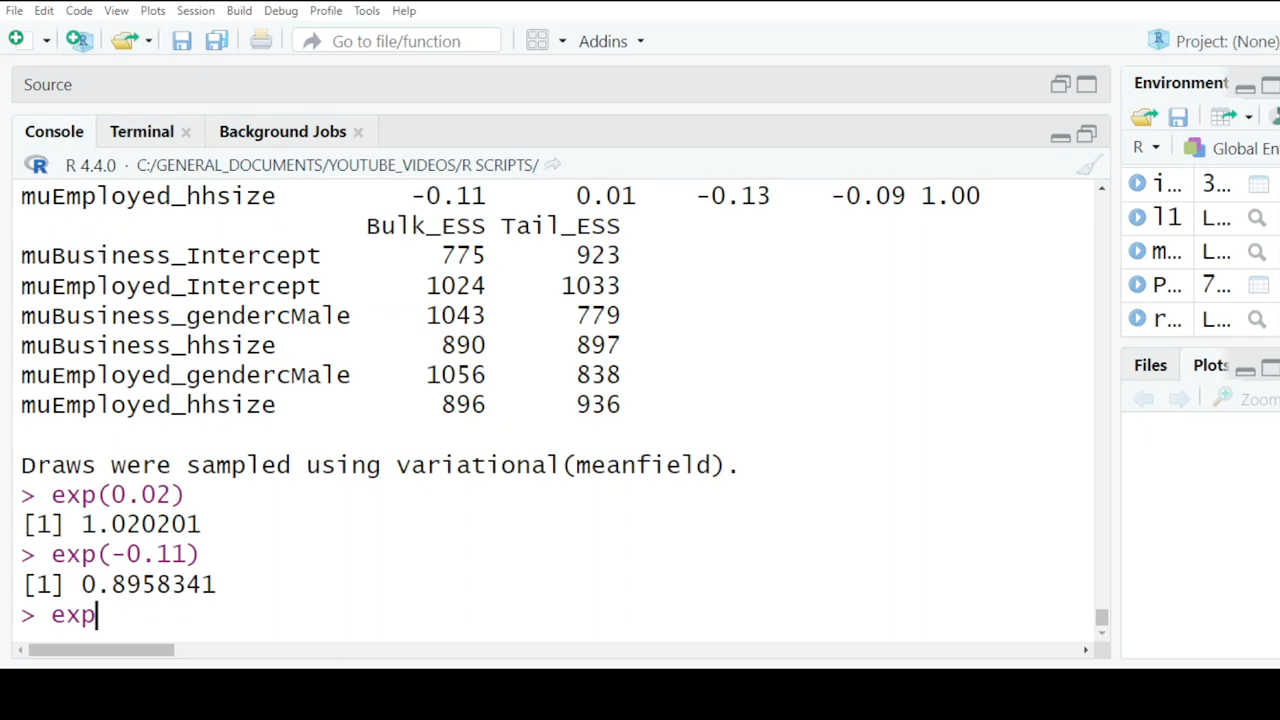 File Edit Code View Plots Session Build Debug Profile Tools Help
Go to file/function Addins Project: (None)
Source
Console Terminal Background Jobs
R 4.4.0 · C:/GENERAL_DOCUMENTS/YOUTUBE_VIDEOS/R SCRIPTS/
muEmployed_hhsize -0.11 0.01 -0.13 -0.09 1.00
Bulk_ESS Tail_ESS
muBusiness_Intercept 775 923
muEmployed_Intercept 1024 1033
muBusiness_gendercMale 1043 779
muBusiness_hhsize 890 897
muEmployed_gendercMale 1056 838
muEmployed_hhsize 896 936
Draws were sampled using variational(meanfield).
> exp(0.02)
[1] 1.020201
> exp(-0.11)
[1] 0.8958341
> exp
Environment
R Global En
i... 3...
l1 L...
m... L...
P... 7...
r... L...
Files Plots
Zoom